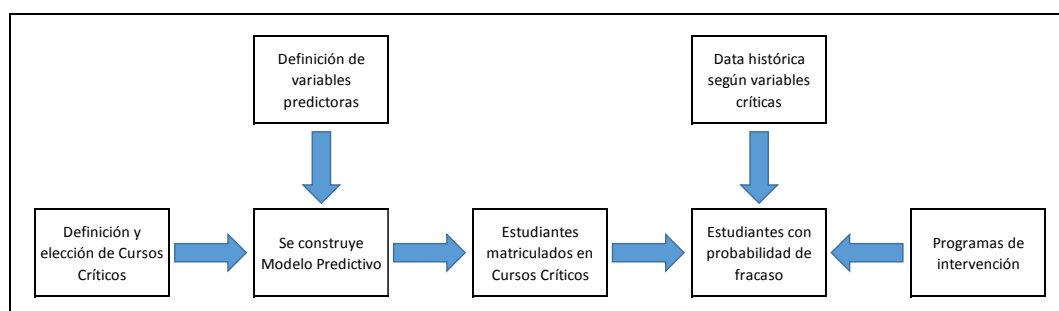 Definición de
variables
predictoras
Data histórica
según variables
críticas
Definición y
elección de Cursos
Críticos
Se construye
Modelo Predictivo
Estudiantes
matriculados en
Cursos Críticos
Estudiantes con
probabilidad de
fracaso
Programas de
intervención